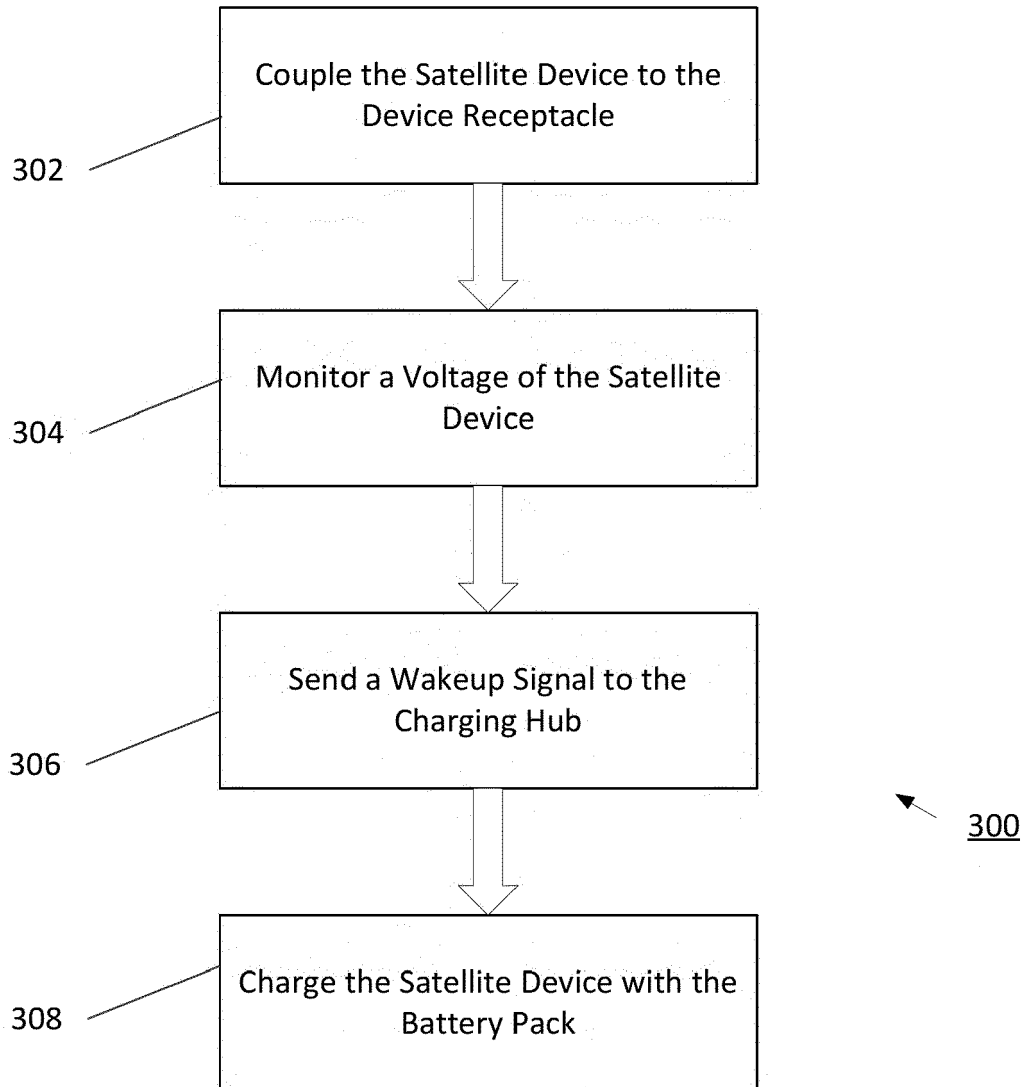 Couple the Satellite Device to the
Device Receptacle
302
Monitor a Voltage of the Satellite
Device
304
Send a Wakeup Signal to the
Charging Hub
306
300
Charge the Satellite Device with the
Battery Pack
308